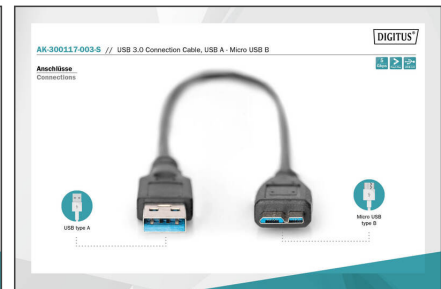 DIGITUS®
AK-300117-003-S // USB 3.0 Connection Cable, USB A - Micro USB B
Anschlüsse
Connections
USB type A
Micro USB
type B